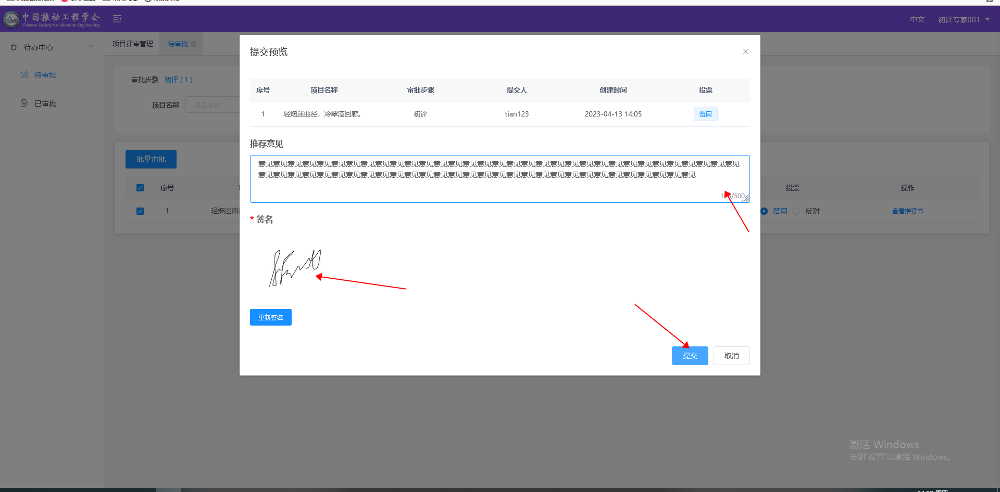 中国振动工程学会
Chinese Society for Vibration Engineering
中文
初评专家001
待办中心
项目评审管理
待审批
待审批
已审批
审批步骤 初评 ( 1 )
项目名称 项目名称
批量审批
序号
投票
操作
1
轻烟迷曲
赞同 反对
查看推荐书
提交预览
序号 项目名称 审批步骤 提交人 创建时间 投票
1 轻烟迷曲径，冷翠滴回廊。 初评 tian123 2023-04-13 14:05 赞同
推荐意见
意见意见意见意见意见意见意见意见意见意见意见意见意见意见意见意见意见意见意见意见意见意见意见意见意见意见意见意见意见意见意见意见意见
意见意见意见意见意见意见意见意见意见意见意见意见意见意见意见意见意见意见意见意见意见意见意见意见意见意见意见意见意见意见
/500
* 签名
重新签名
提交 取消
激活 Windows
转到"设置"以激活 Windows。